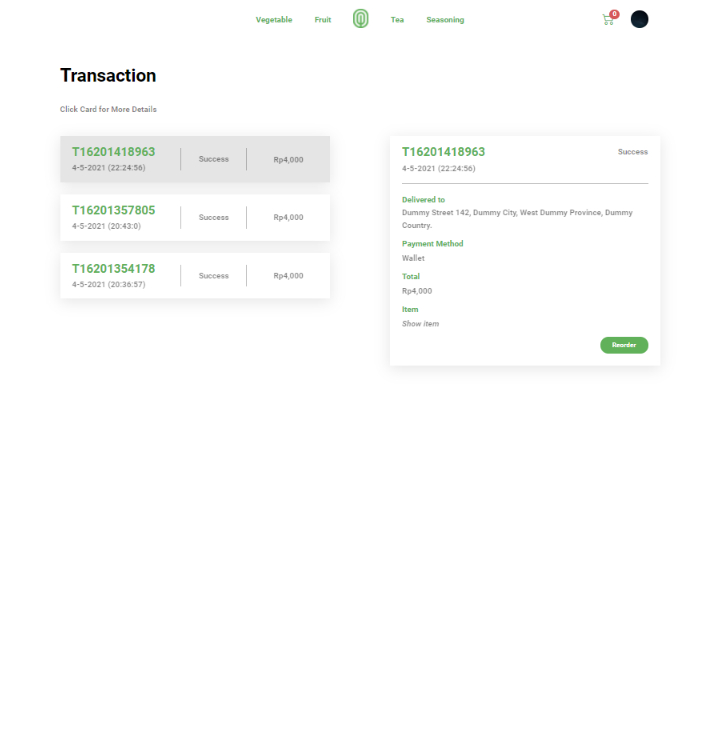 Vegetable Fruit Tea Seasoning 0
Transaction
Click Card for More Details
T16201418963
4-5-2021 (22:24:56)
Success
Rp4,000
T16201357805
4-5-2021 (20:43:0)
Success
Rp4,000
T16201354178
4-5-2021 (20:36:57)
Success
Rp4,000
T16201418963
Success
4-5-2021 (22:24:56)
Delivered to
Dummy Street 142, Dummy City, West Dummy Province, Dummy
Country.
Payment Method
Wallet
Total
Rp4,000
Item
Show item
Reorder